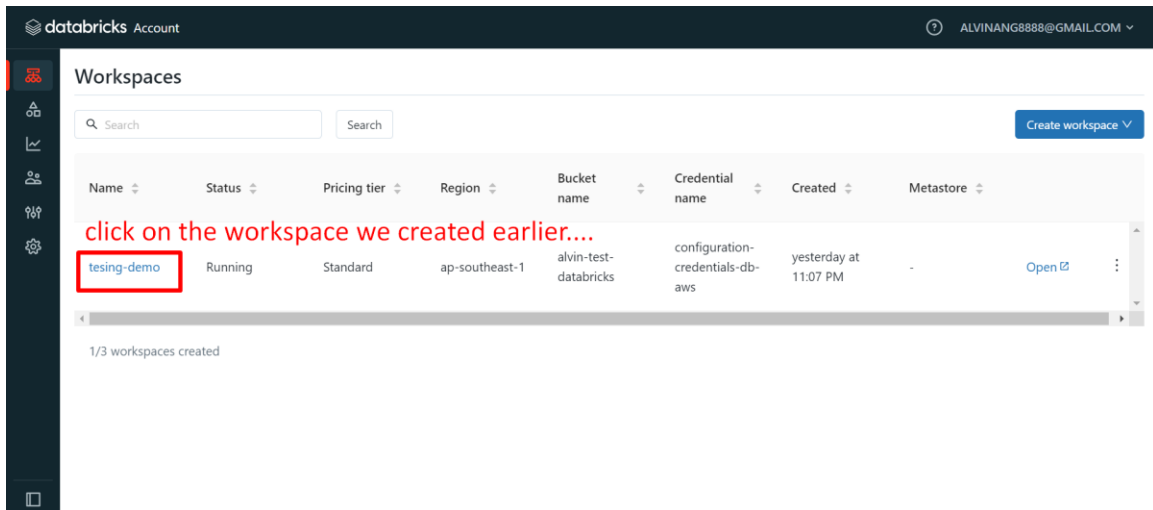 databricks Account
ALVINANG8888@GMAIL.COM
Workspaces
Search
Search
Create workspace
Name
Status
Pricing tier
Region
Bucket name
Credential name
Created
Metastore
click on the workspace we created earlier....
tesing-demo
Running
Standard
ap-southeast-1
alvin-test-
databricks
configuration-
credentials-db-
aws
yesterday at
11:07 PM
-
Open
1/3 workspaces created